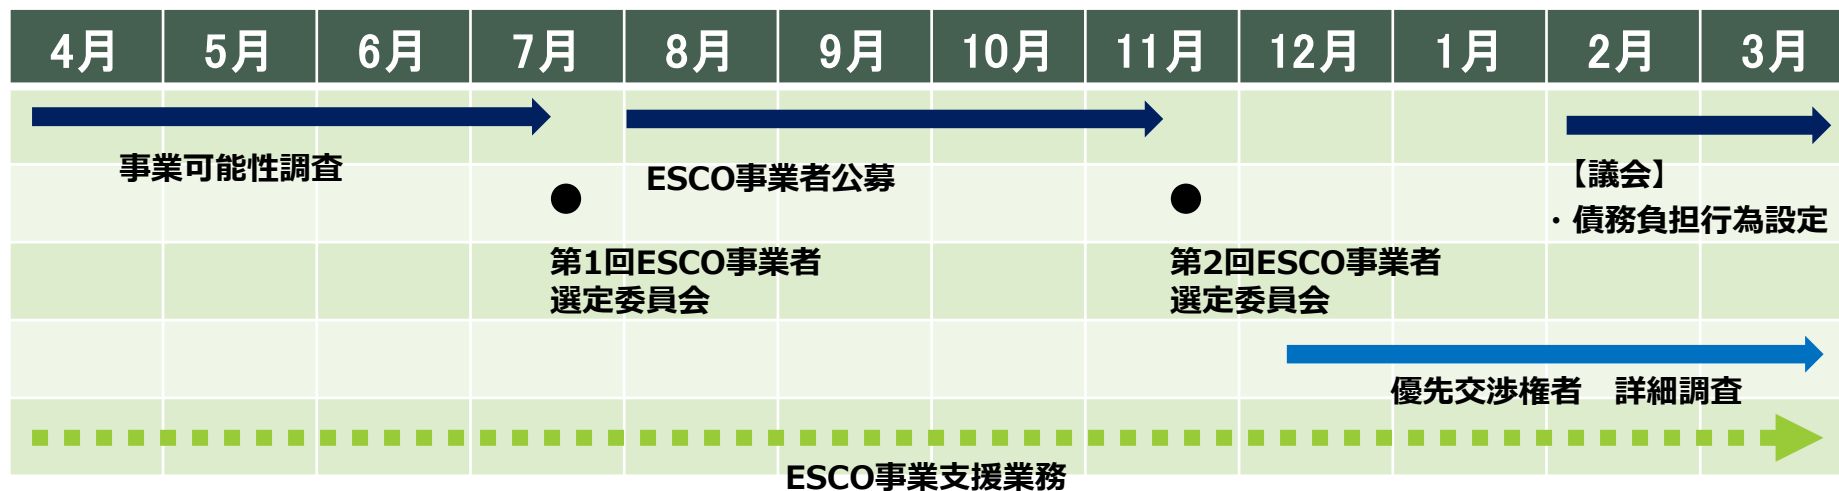 4月 5月 6月 7月 8月 9月 10月 11月 12月 1月 2月 3月
事業可能性調査
ESCO事業者公募
【議会】
・債務負担行為設定
第1回ESCO事業者
選定委員会
第2回ESCO事業者
選定委員会
優先交渉権者　詳細調査
ESCO事業支援業務